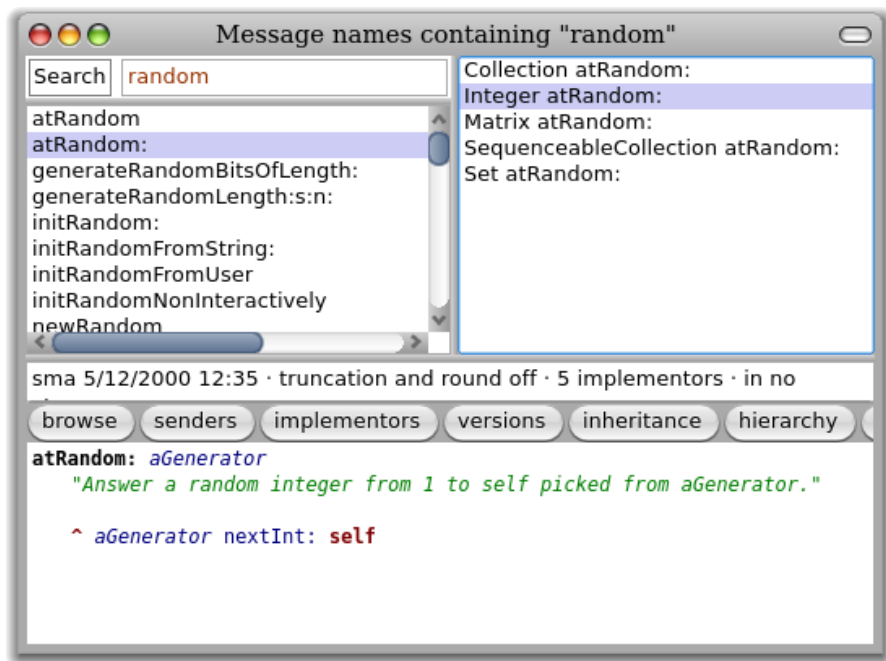 Message names containing "random"
Search random
atRandom
atRandom:
generateRandomBitsOfLength:
generateRandomLength:s:n:
initRandom:
initRandomFromString:
initRandomFromUser
initRandomNonInteractively
newRandom
Collection atRandom:
Integer atRandom:
Matrix atRandom:
SequenceableCollection atRandom:
Set atRandom:
sma 5/12/2000 12:35 · truncation and round off · 5 implementors · in no
browse senders implementors versions inheritance hierarchy
atRandom: aGenerator
"Answer a random integer from 1 to self picked from aGenerator."
^ aGenerator nextInt: self